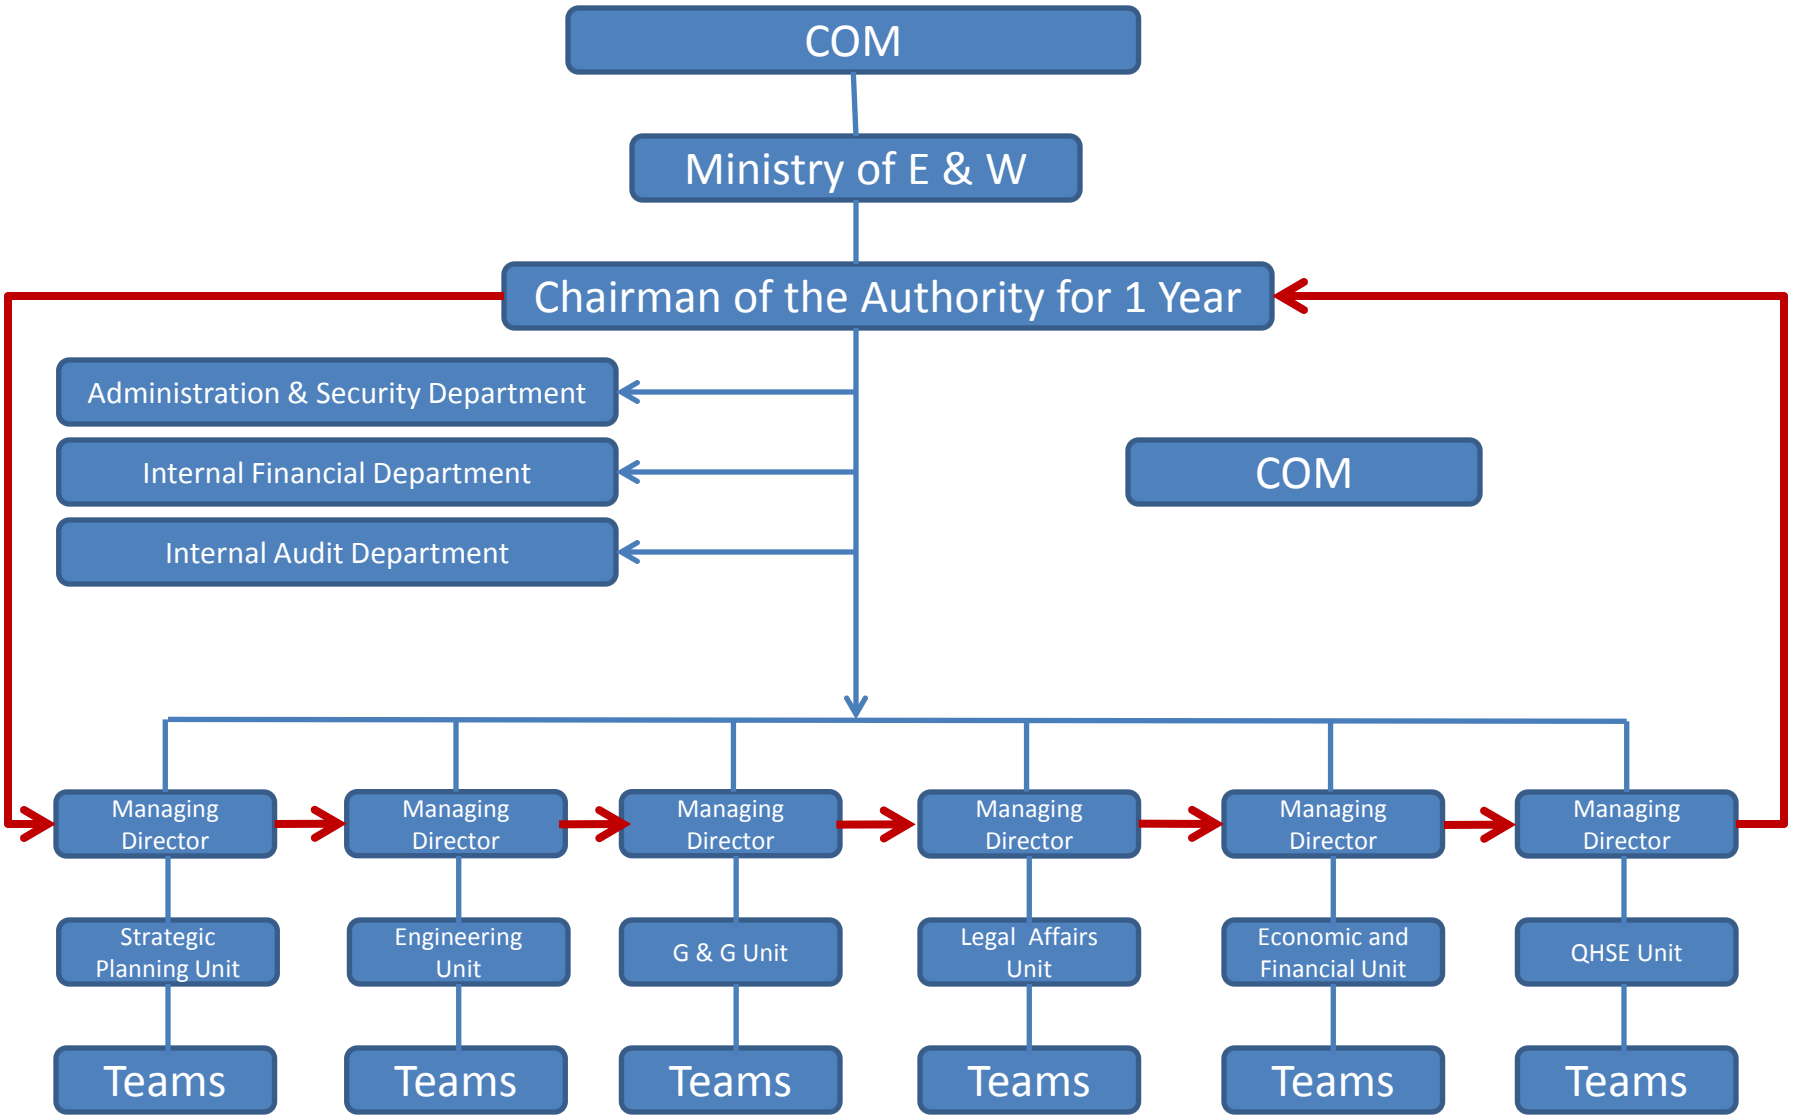 COM
Ministry of E & W
Chairman of the Authority for 1 Year
Administration & Security Department
Internal Financial Department
COM
Internal Audit Department
Managing
Director
Managing
Director
Managing
Director
Managing
Director
Managing
Director
Managing
Director
Strategic
Planning Unit
Engineering
Unit
G & G Unit
Legal Affairs
Unit
Economic and
Financial Unit
QHSE Unit
Teams
Teams
Teams
Teams
Teams
Teams